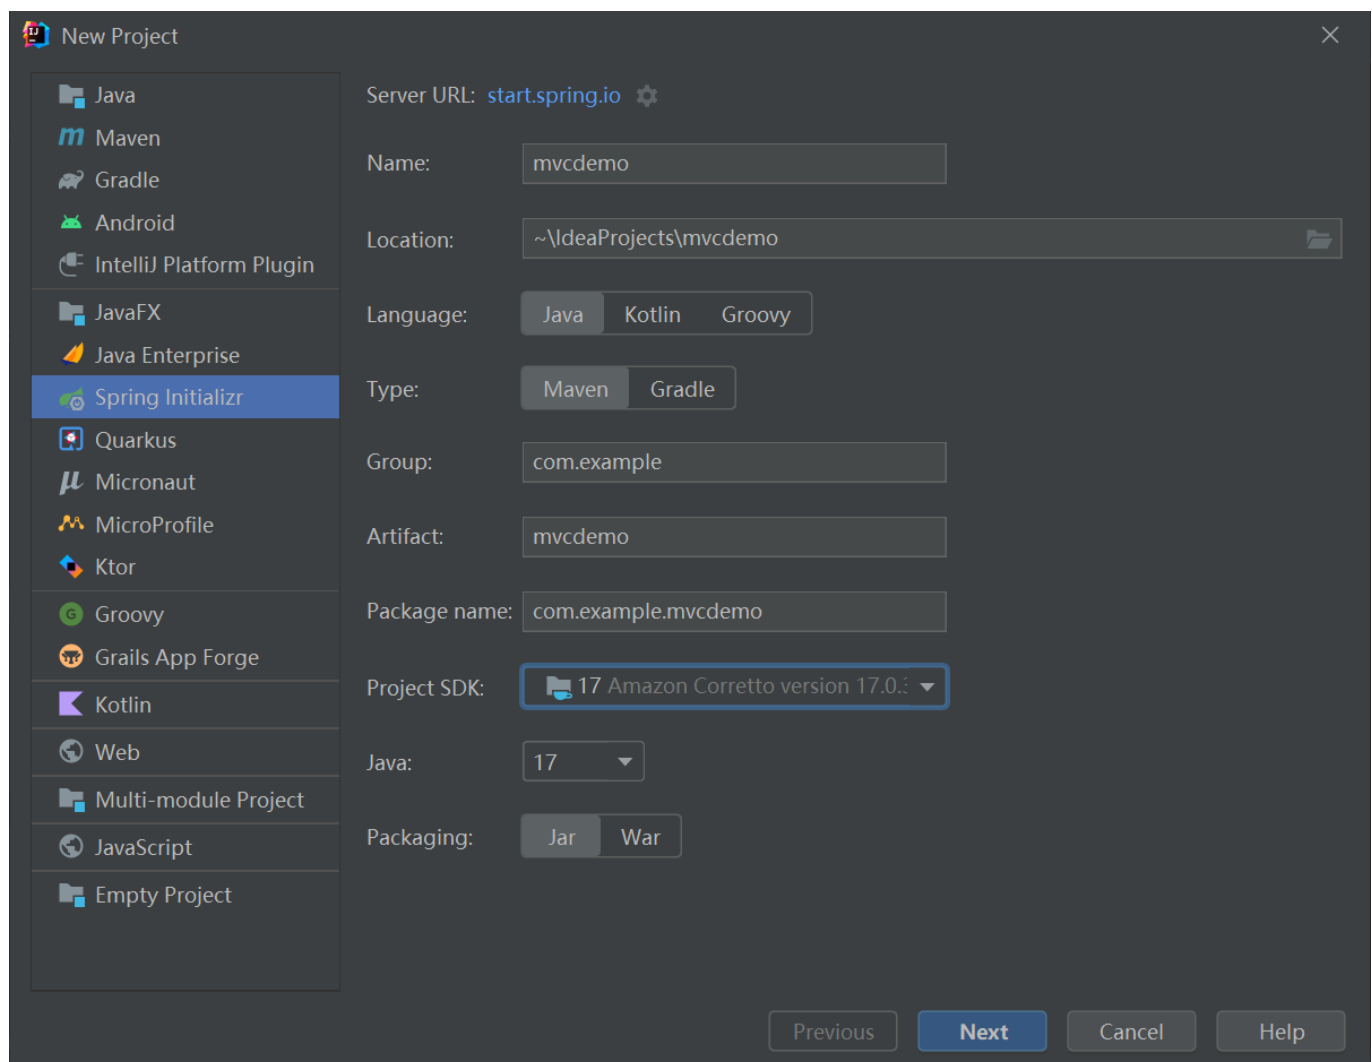 New Project
Java
Maven
Gradle
Android
IntelliJ Platform Plugin
JavaFX
Java Enterprise
Spring Initializr
Quarkus
Micronaut
MicroProfile
Ktor
Groovy
Grails App Forge
Kotlin
Web
Multi-module Project
JavaScript
Empty Project
Server URL: start.spring.io
Name: mvcdemo
Location: ~\IdeaProjects\mvcdemo
Language: Java Kotlin Groovy
Type: Maven Gradle
Group: com.example
Artifact: mvcdemo
Package name: com.example.mvcdemo
Project SDK: 17 Amazon Corretto version 17.0.
Java: 17
Packaging: Jar War
Previous Next Cancel Help